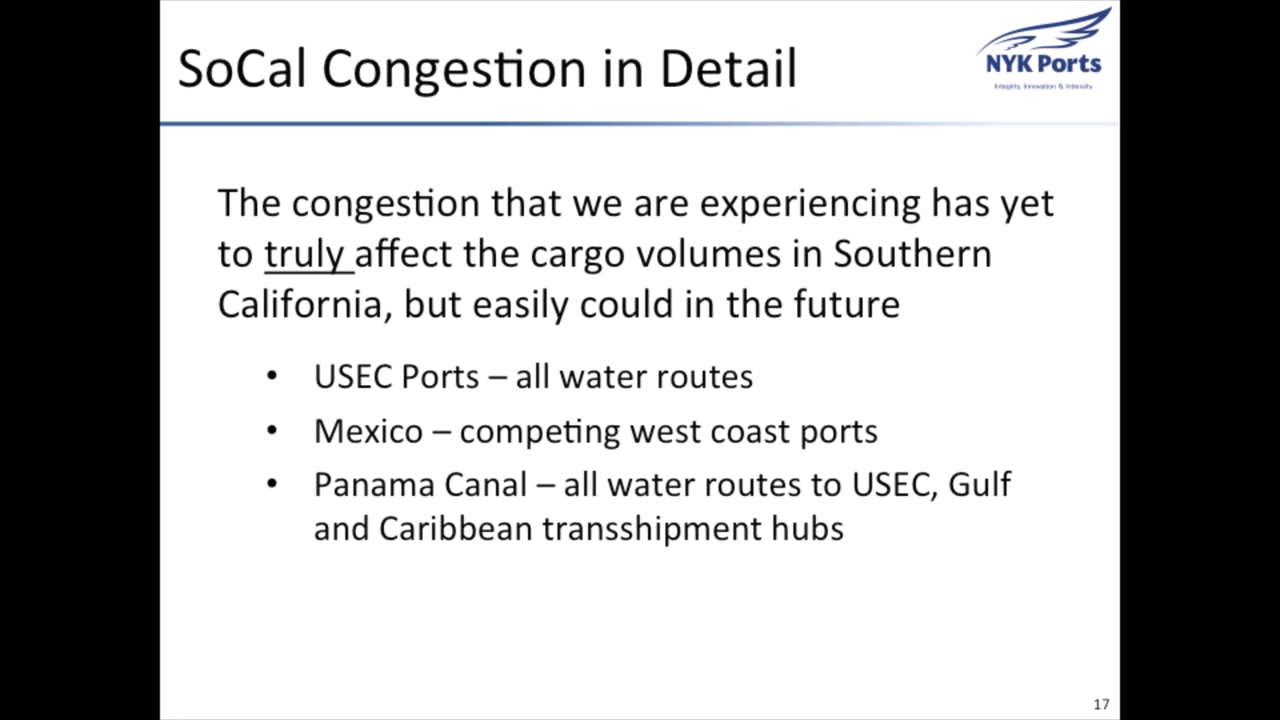 SoCal Congestion in Detail
NYK Ports
Integrity, Innovation & Intensity
The congestion that we are experiencing has yet
to truly affect the cargo volumes in Southern
California, but easily could in the future
• USEC Ports – all water routes
• Mexico – competing west coast ports
• Panama Canal – all water routes to USEC, Gulf
and Caribbean transshipment hubs
17